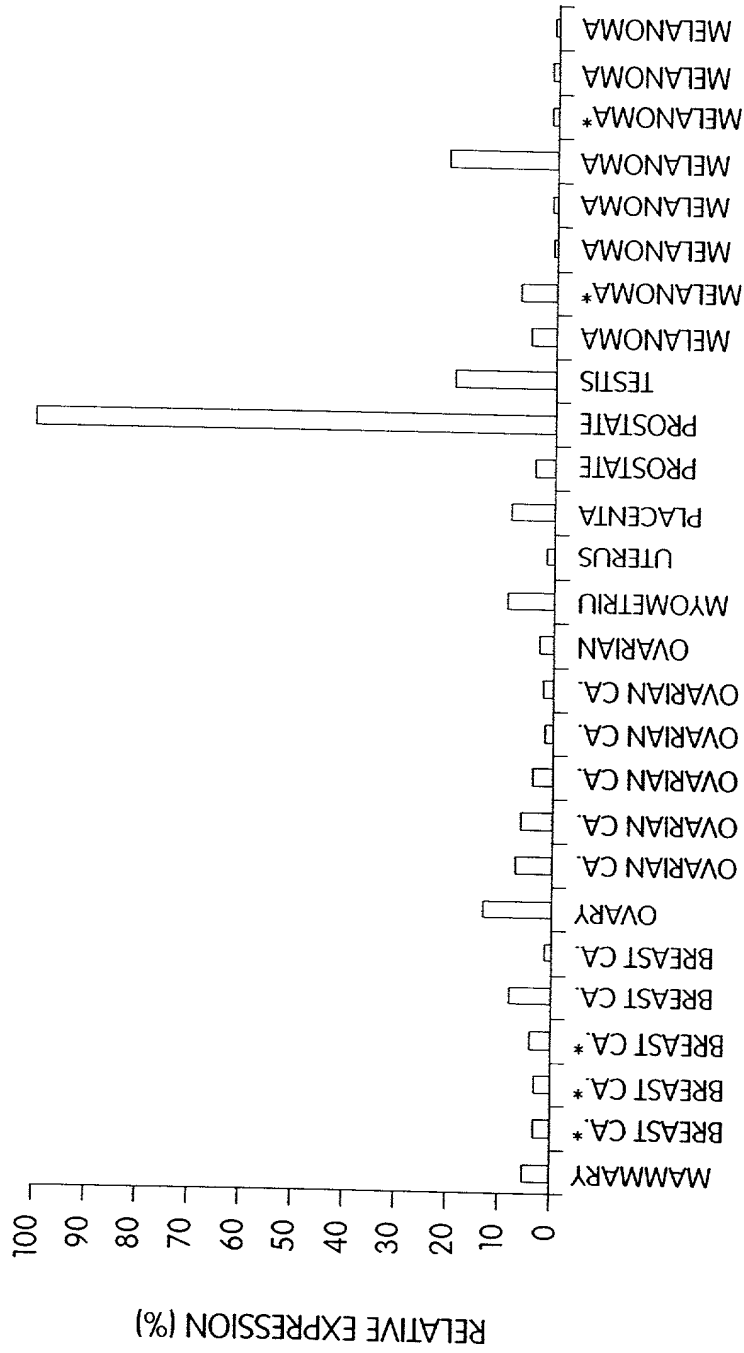 RELATIVE EXPRESSION (%)
100
90
80
70
60
50
40
30
20
10
0
MAMMARY
BREAST CA.*
BREAST CA.*
BREAST CA.*
BREAST CA.
BREAST CA.
OVARY
OVARIAN CA.
OVARIAN CA.
OVARIAN CA.
OVARIAN CA.
OVARIAN CA.
OVARIAN
MYOMETRIU
UTERUS
PLACENTA
PROSTATE
PROSTATE
TESTIS
MELANOMA
MELANOMA*
MELANOMA
MELANOMA
MELANOMA
MELANOMA*
MELANOMA
MELANOMA